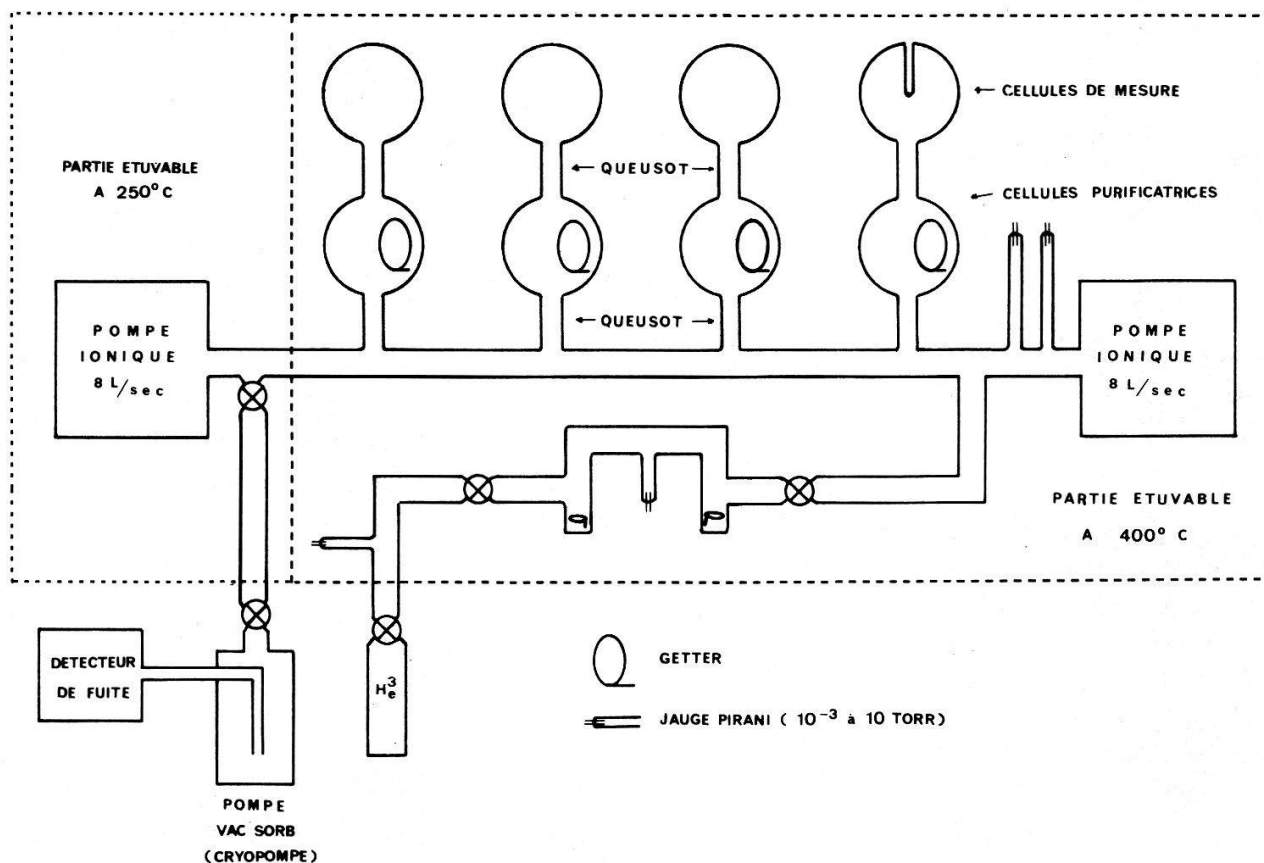 CELLULES DE MESURE
PARTIE ETUVABLE
A 250°C
QUEUSOT
CELLULES PURIFICATRICES
QUEUSOT
POMPE
IONIQUE
8 L/sec
POMPE
IONIQUE
8 L/sec
PARTIE ETUVABLE
A 400° C
DETECTEUR
DE FUITE
He³
GETTER
JAUGE PIRANI ( 10⁻³ à 10 TORR)
POMPE
VAC SORB
(CRYOPOMPE)